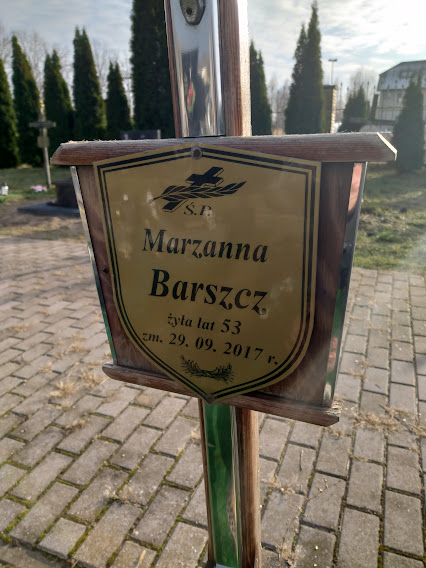 Ś.P.
Marzanna
Barszcz
żyła lat 53
zm. 29. 09. 2017 r.